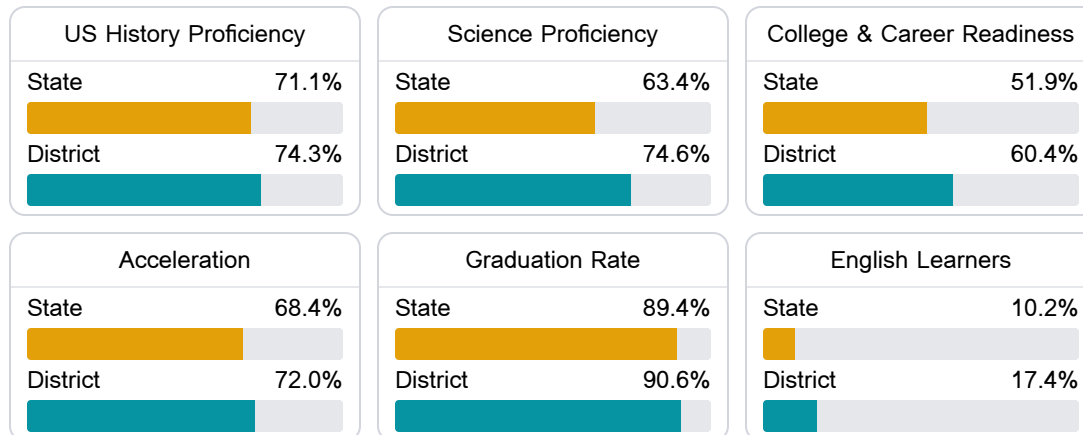 US History Proficiency
State 71.1%
District 74.3%
Science Proficiency
State 63.4%
District 74.6%
College & Career Readiness
State 51.9%
District 60.4%
Acceleration
State 68.4%
District 72.0%
Graduation Rate
State 89.4%
District 90.6%
English Learners
State 10.2%
District 17.4%